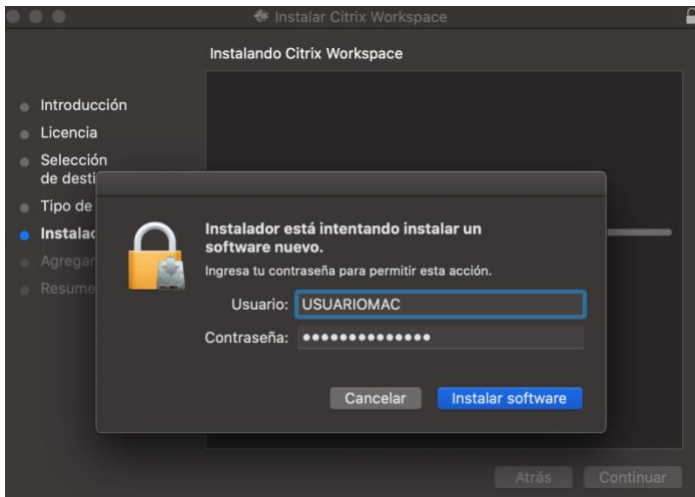 Instalar Citrix Workspace
Instalando Citrix Workspace
Introducción
Licencia
Selección
de desti
Tipo de
Instalac
Agregar
Resume
Instalador está intentando instalar un
software nuevo.
Ingresa tu contraseña para permitir esta acción.
Usuario: USUARIOMAC
Contraseña: ••••••••••••••
Cancelar
Instalar software
Atrás
Continuar